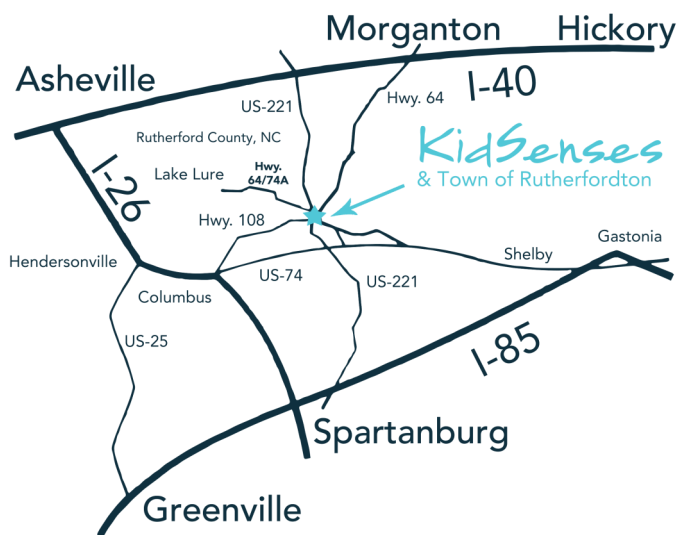 Morganton
Hickory
Asheville
I-40
US-221
Hwy. 64
Rutherford County, NC
KidSenses
& Town of Rutherfordton
Lake Lure
Hwy.
64/74A
I-26
Hwy. 108
Gastonia
Shelby
Hendersonville
US-74
US-221
Columbus
US-25
I-85
Spartanburg
Greenville